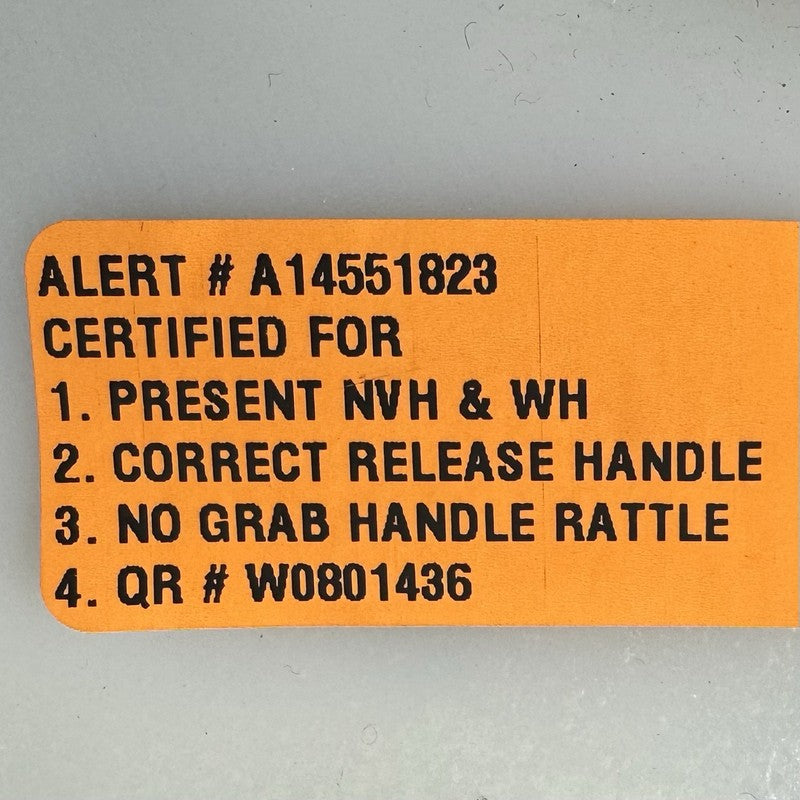 ALERT # A14551823
CERTIFIED FOR
1. PRESENT NVH & WH
2. CORRECT RELEASE HANDLE
3. NO GRAB HANDLE RATTLE
4. QR # W0801436